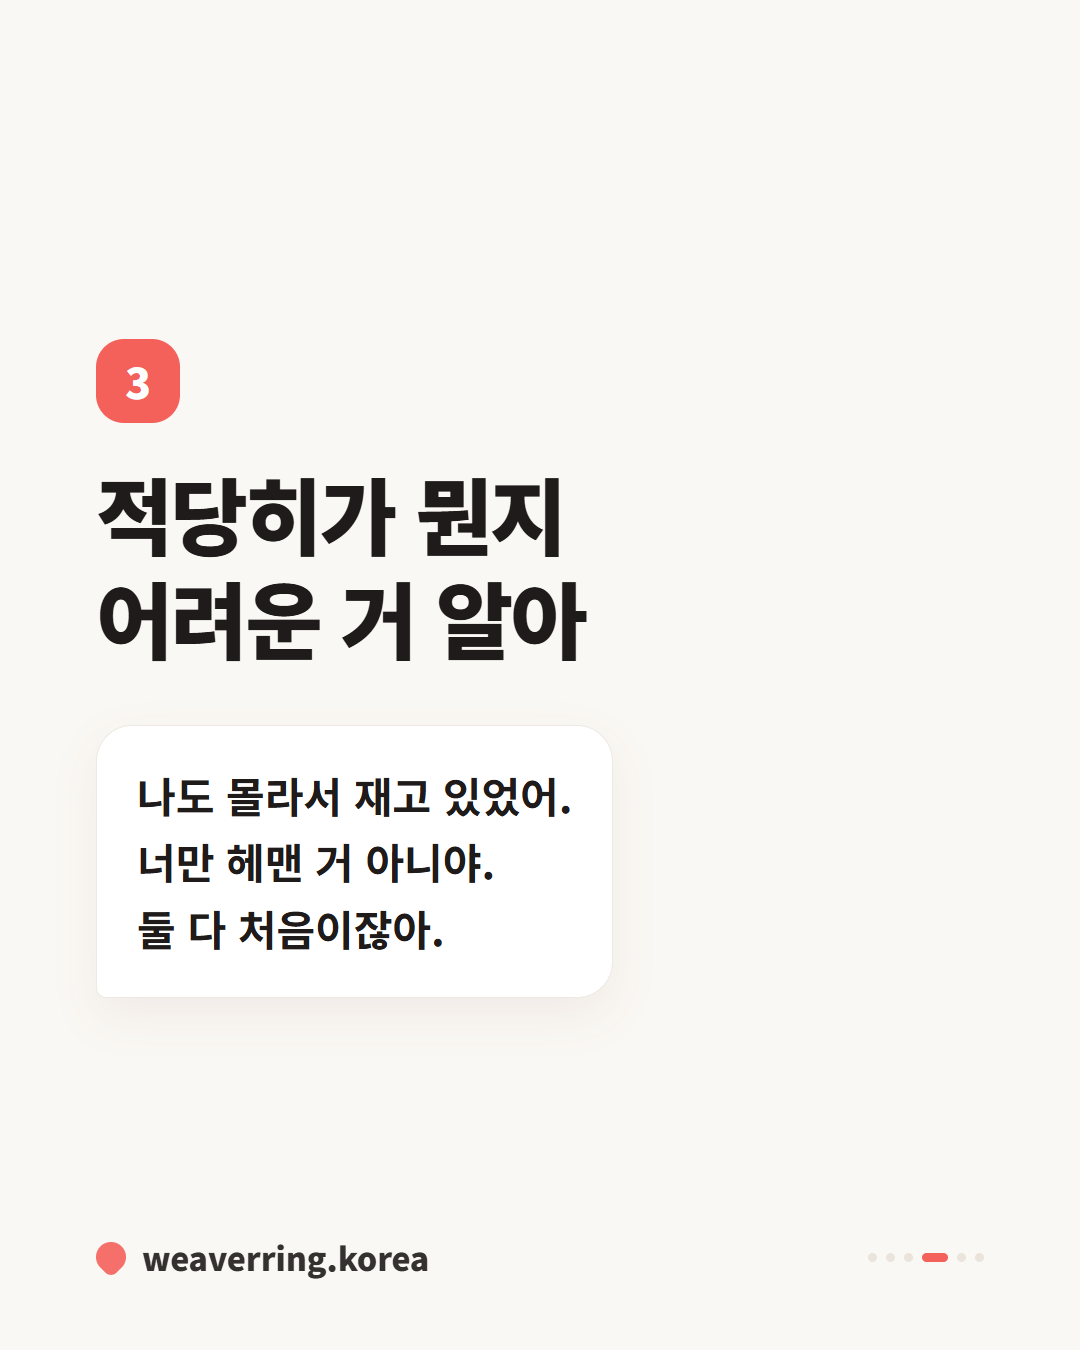 3
적당히가 뭔지
어려운 거 알아
나도 몰라서 재고 있었어.
너만 헤맨 거 아니야.
둘 다 처음이잖아.
weaverring.korea